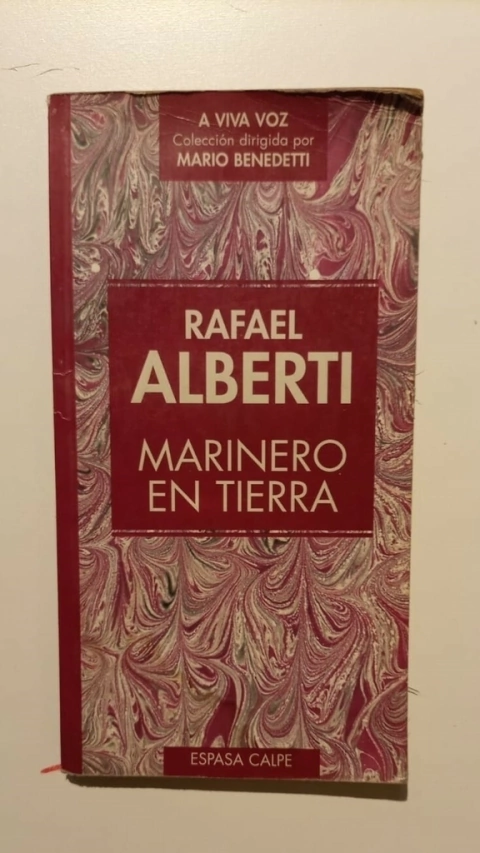 A VIVA VOZ
Colección dirigida por
MARIO BENEDETTI
RAFAEL
ALBERTI
MARINERO
EN TIERRA
ESPASA CALPE